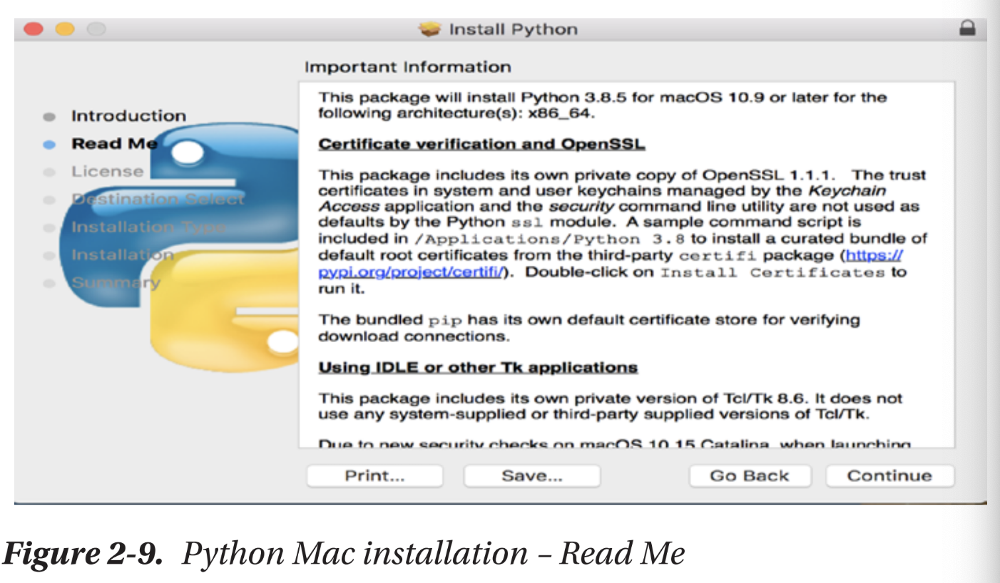 Install Python
Important Information
Introduction
Read Me
License
Destination Select
Installation Type
Installation
Summary
This package will install Python 3.8.5 for macOS 10.9 or later for the
following architecture(s): x86_64.
Certificate verification and OpenSSL
This package includes its own private copy of OpenSSL 1.1.1. The trust
certificates in system and user keychains managed by the Keychain
Access application and the security command line utility are not used as
defaults by the Python ssl module. A sample command script is
included in /Applications/Python 3.8 to install a curated bundle of
default root certificates from the third-party certifi package (https://
pypi.org/project/certifi/). Double-click on Install Certificates to
run it.
The bundled pip has its own default certificate store for verifying
download connections.
Using IDLE or other Tk applications
This package includes its own private version of Tcl/Tk 8.6. It does not
use any system-supplied or third-party supplied versions of Tcl/Tk.
Due to new security checks on macOS 10.15 Catalina, when launching
Print... Save... Go Back Continue
Figure 2-9. Python Mac installation – Read Me